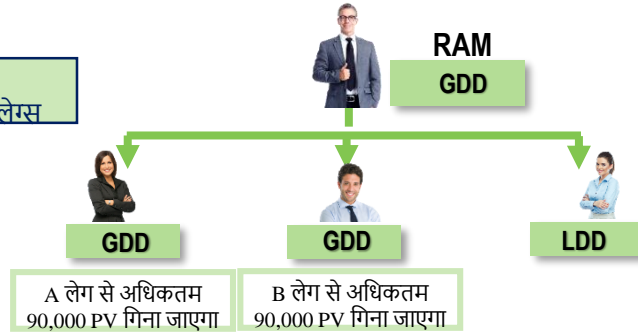 RAM
GDD
लेग्स
GDD
GDD
LDD
A लेग से अधिकतम
90,000 PV गिना जाएगा
B लेग से अधिकतम
90,000 PV गिना जाएगा